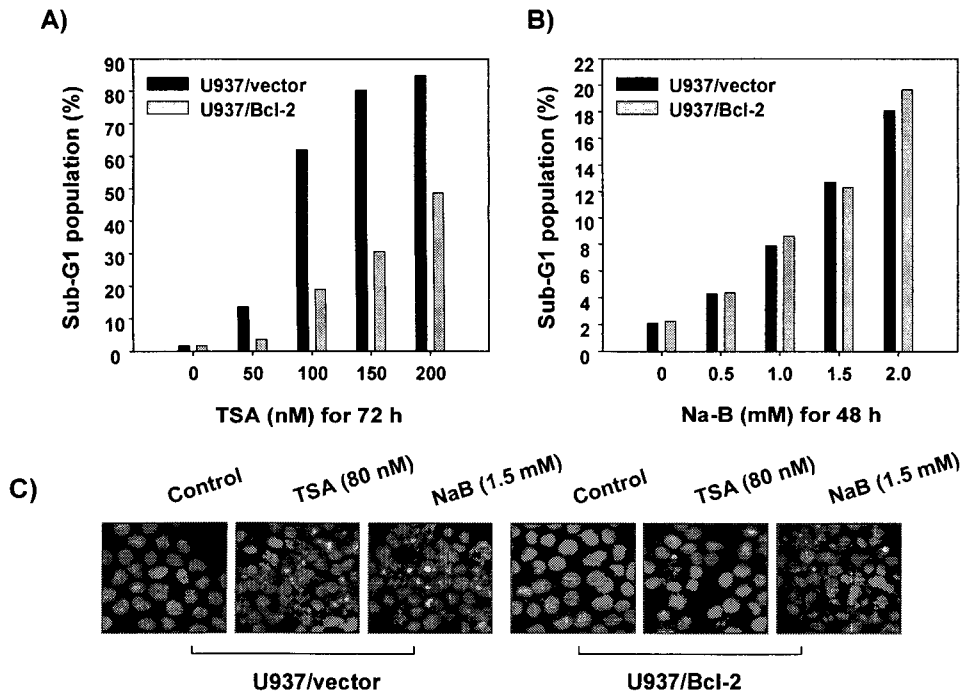 A)
Sub-G1 population (%)
90
80
70
60
50
40
30
20
10
0
U937/vector
U937/Bcl-2
0 50 100 150 200
TSA (nM) for 72 h
B)
Sub-G1 population (%)
22
20
18
16
14
12
10
8
6
4
2
0
U937/vector
U937/Bcl-2
0 0.5 1.0 1.5 2.0
Na-B (mM) for 48 h
C)
Control TSA (80 nM) NaB (1.5 mM) Control TSA (80 nM) NaB (1.5 mM)
U937/vector U937/Bcl-2